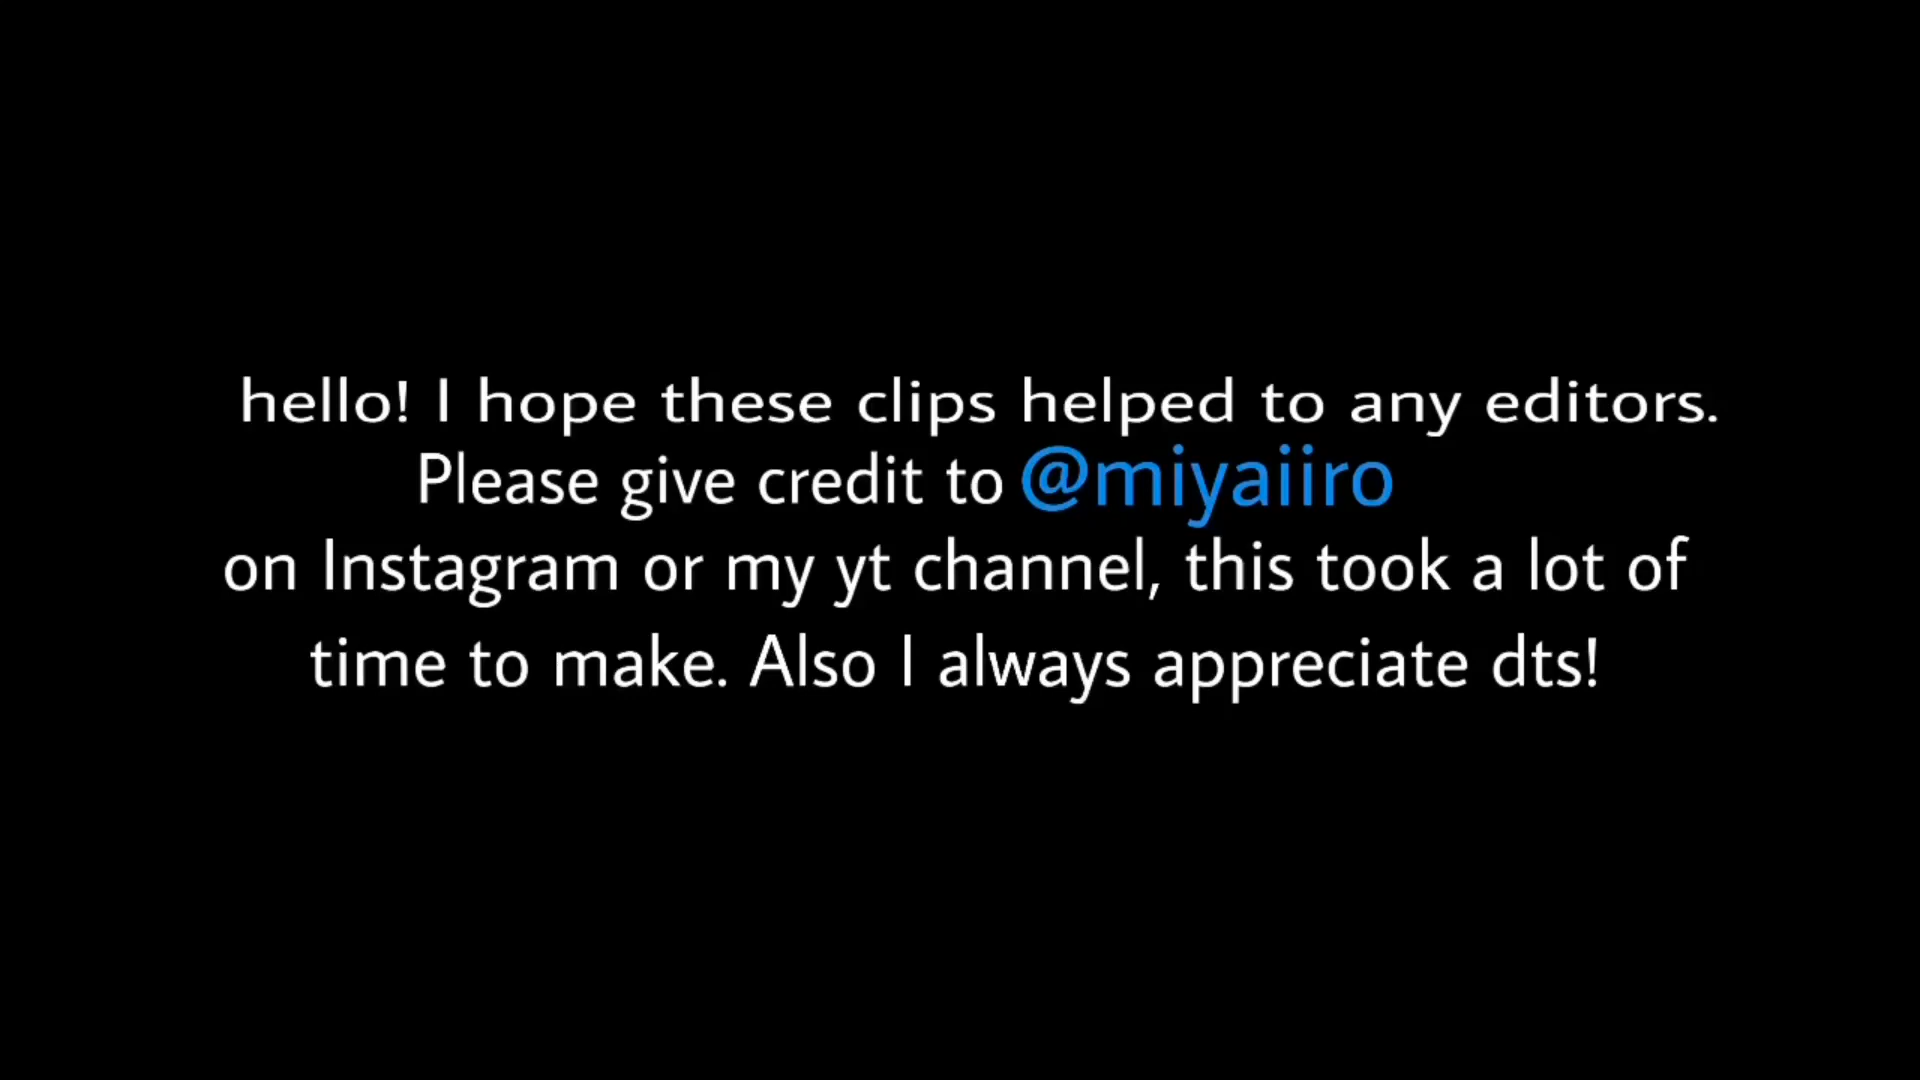 hello! I hope these clips helped to any editors.
Please give credit to @miyaiiro
on Instagram or my yt channel, this took a lot of
time to make. Also I always appreciate dts!